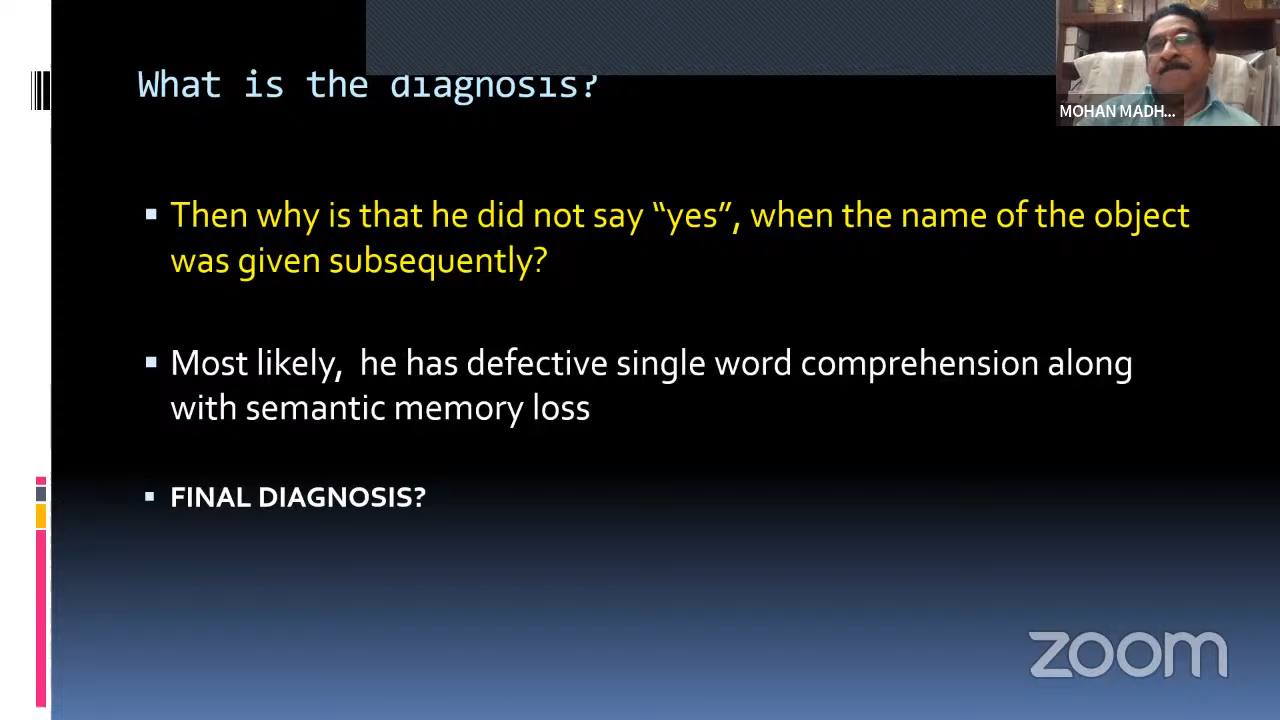 What is the diagnosis?
MOHAN MADH...
Then why is that he did not say “yes”, when the name of the object
was given subsequently?
Most likely,  he has defective single word comprehension along
with semantic memory loss
FINAL DIAGNOSIS?
zoom